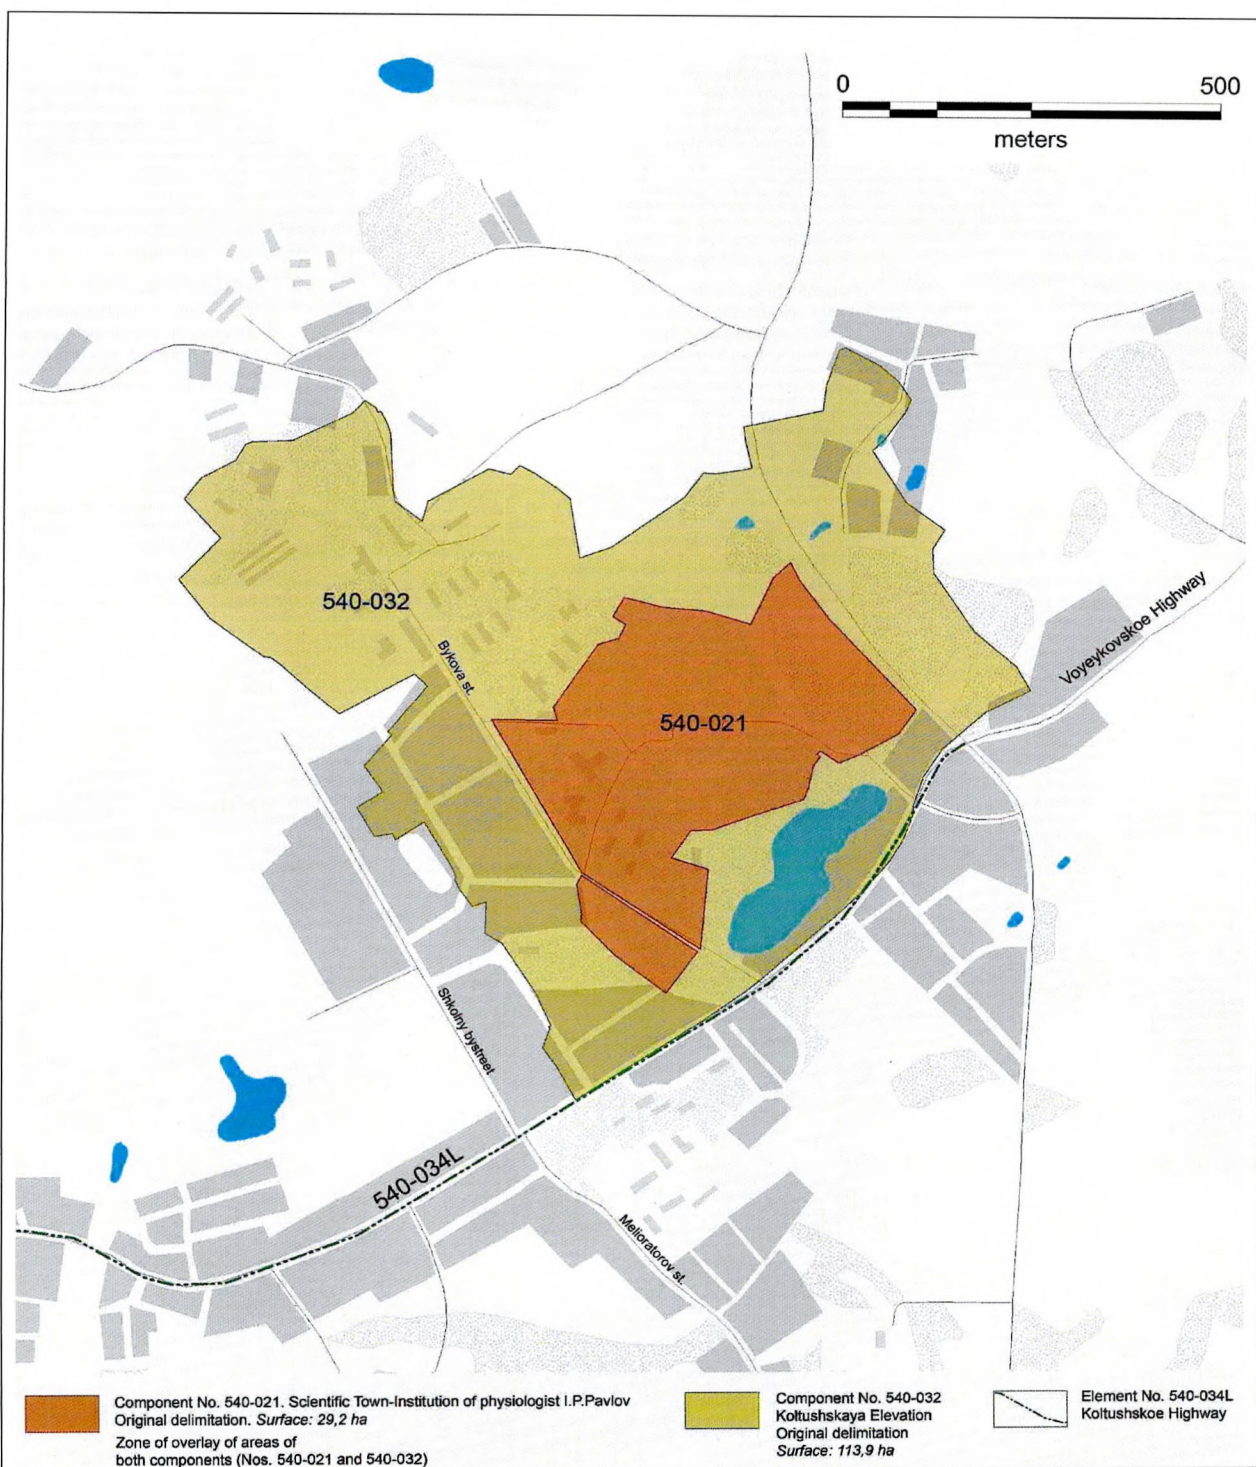 0 500
meters
Voyeykovskoe Highway
540-032
Bykova st.
540-021
Shkolny bystreet
540-034L
Melioratorov st.
Component No. 540-021. Scientific Town-Institution of physiologist I.P.Pavlov
Original delimitation. Surface: 29,2 ha
Zone of overlay of areas of
both components (Nos. 540-021 and 540-032)
Component No. 540-032
Koltushskaya Elevation
Original delimitation
Surface: 113,9 ha
Element No. 540-034L
Koltushskoe Highway